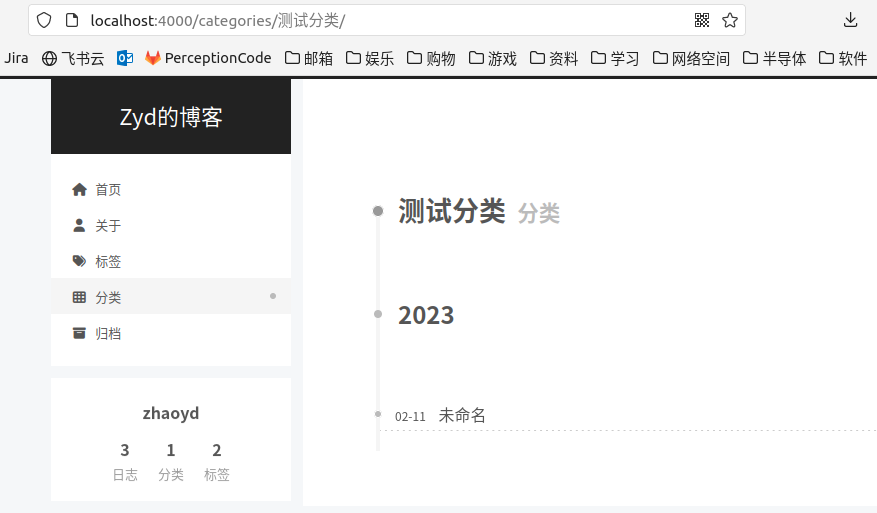 localhost:4000/categories/测试分类/
Jira 飞书云 PerceptionCode 邮箱 娱乐 购物 游戏 资料 学习 网络空间 半导体 软件
Zyd的博客
首页
关于
标签
分类
归档
zhaoyd
3 1 2
日志 分类 标签
测试分类 分类
2023
02-11 未命名